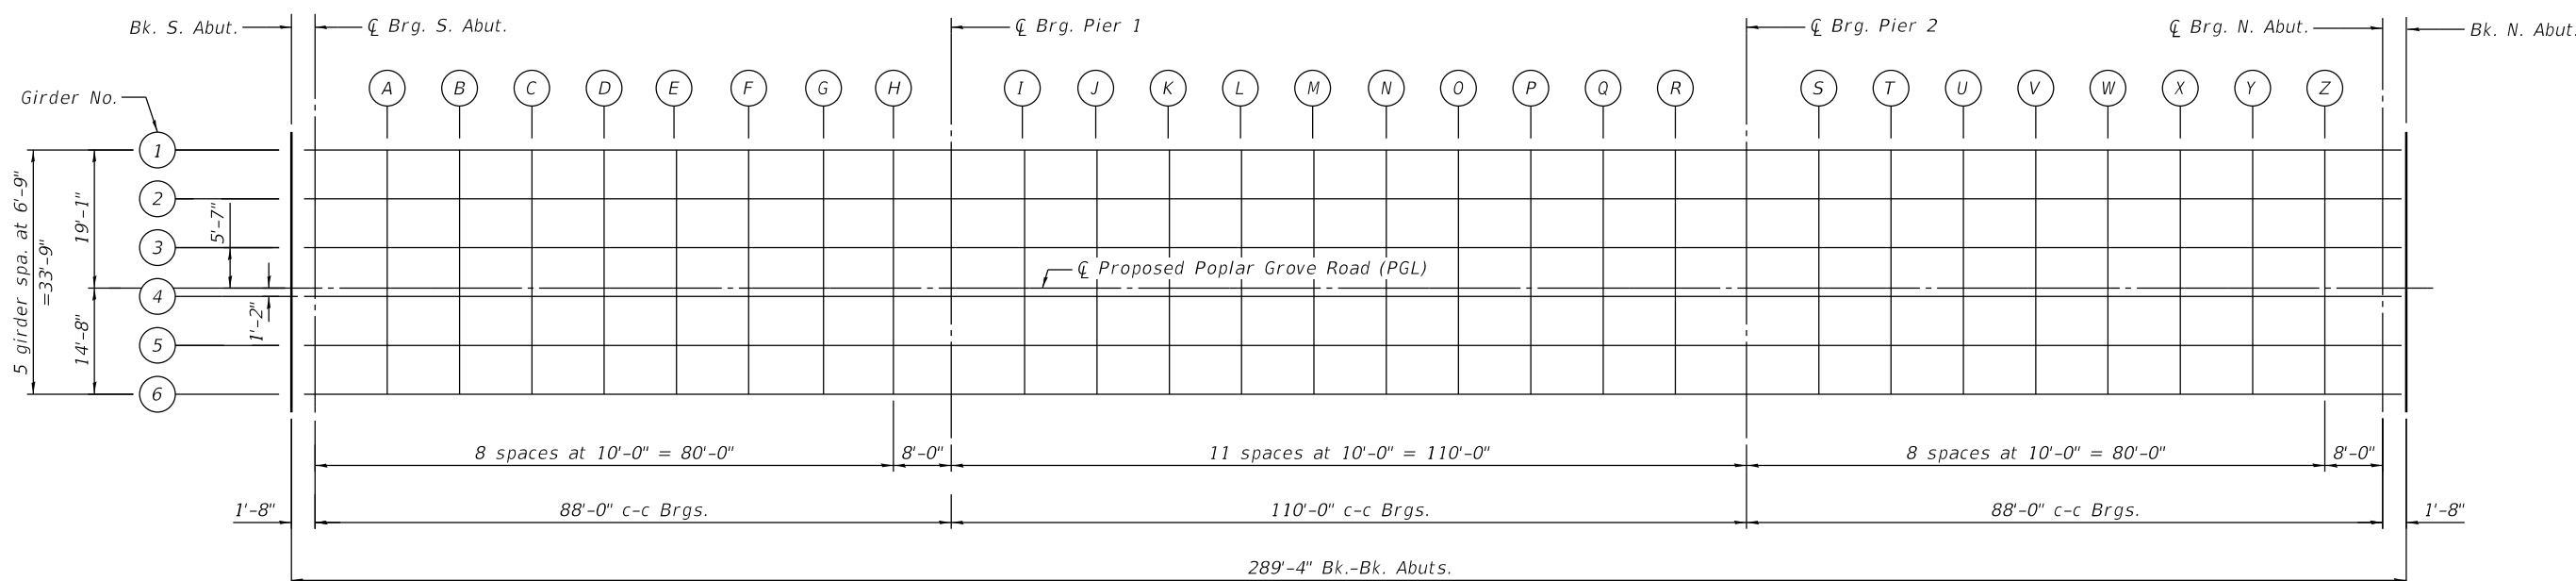 Bk. S. Abut.
℄ Brg. S. Abut.
℄ Brg. Pier 1
℄ Brg. Pier 2
℄ Brg. N. Abut.
Bk. N. Abut.
A B C D E F G H I J K L M N O P Q R S T U V W X Y Z
Girder No.
1
2
3
4
5
6
5 girder spa. at 6'-9"
=33'-9"
19'-1"
14'-8"
5'-7"
1'-2"
℄ Proposed Poplar Grove Road (PGL)
8 spaces at 10'-0" = 80'-0"
8'-0"
11 spaces at 10'-0" = 110'-0"
8 spaces at 10'-0" = 80'-0"
8'-0"
1'-8"
88'-0" c-c Brgs.
110'-0" c-c Brgs.
88'-0" c-c Brgs.
1'-8"
289'-4" Bk.-Bk. Abuts.